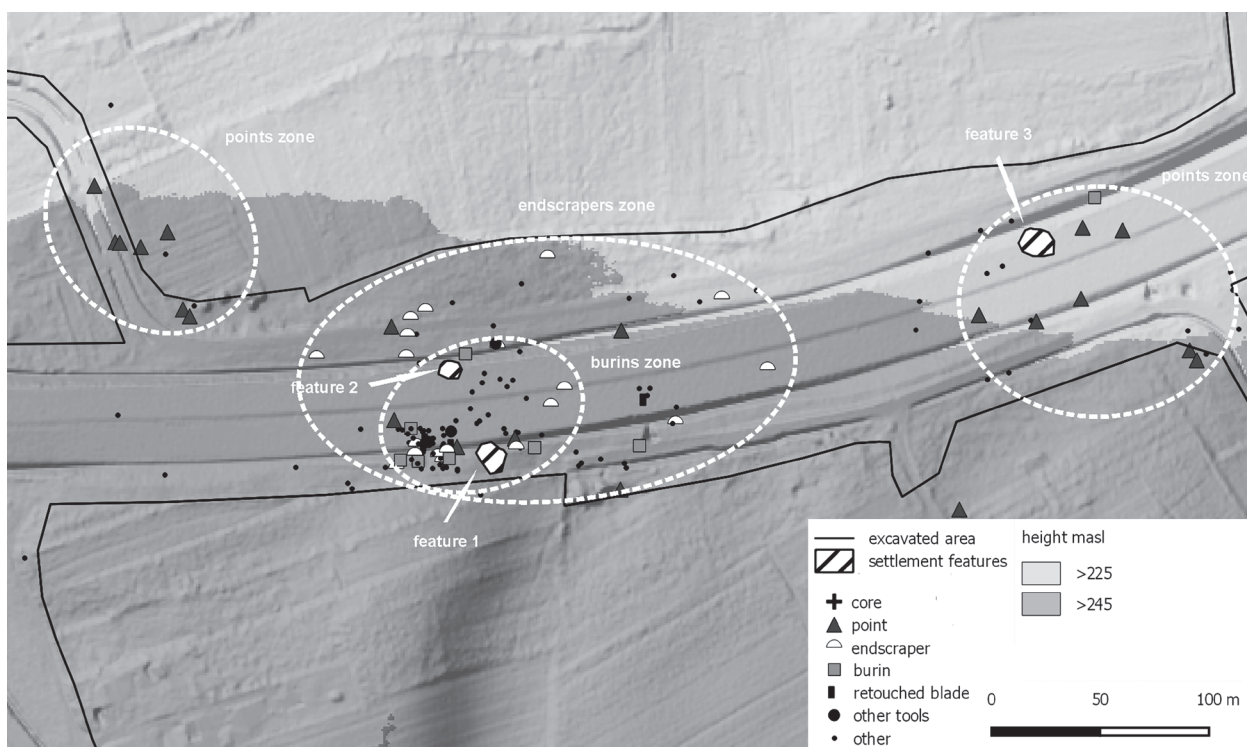 points zone
feature 3
points zone
endscrapers zone
burins zone
feature 2
feature 1
excavated area
settlement features
core
point
endscraper
burin
retouched blade
other tools
other
height masl
>225
>245
0 50 100 m